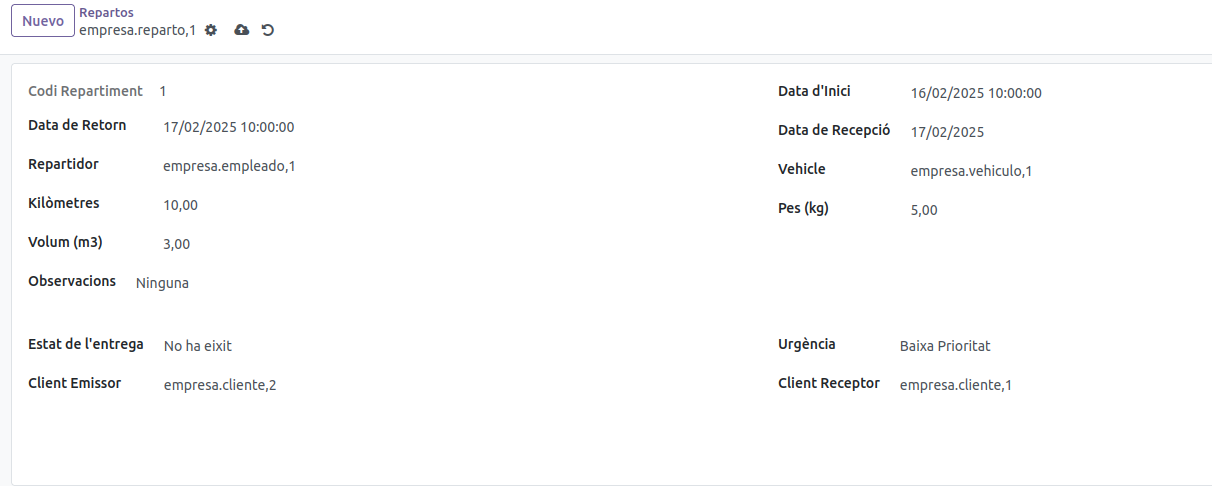 Nuevo
Repartos
empresa.reparto,1
Codi Repartiment 1
Data d'Inici 16/02/2025 10:00:00
Data de Retorn 17/02/2025 10:00:00
Data de Recepció 17/02/2025
Repartidor empresa.empleado,1
Vehicle empresa.vehiculo,1
Kilòmetres 10,00
Pes (kg) 5,00
Volum (m3) 3,00
Observacions Ninguna
Estat de l'entrega No ha eixit
Urgència Baixa Prioritat
Client Emissor empresa.cliente,2
Client Receptor empresa.cliente,1